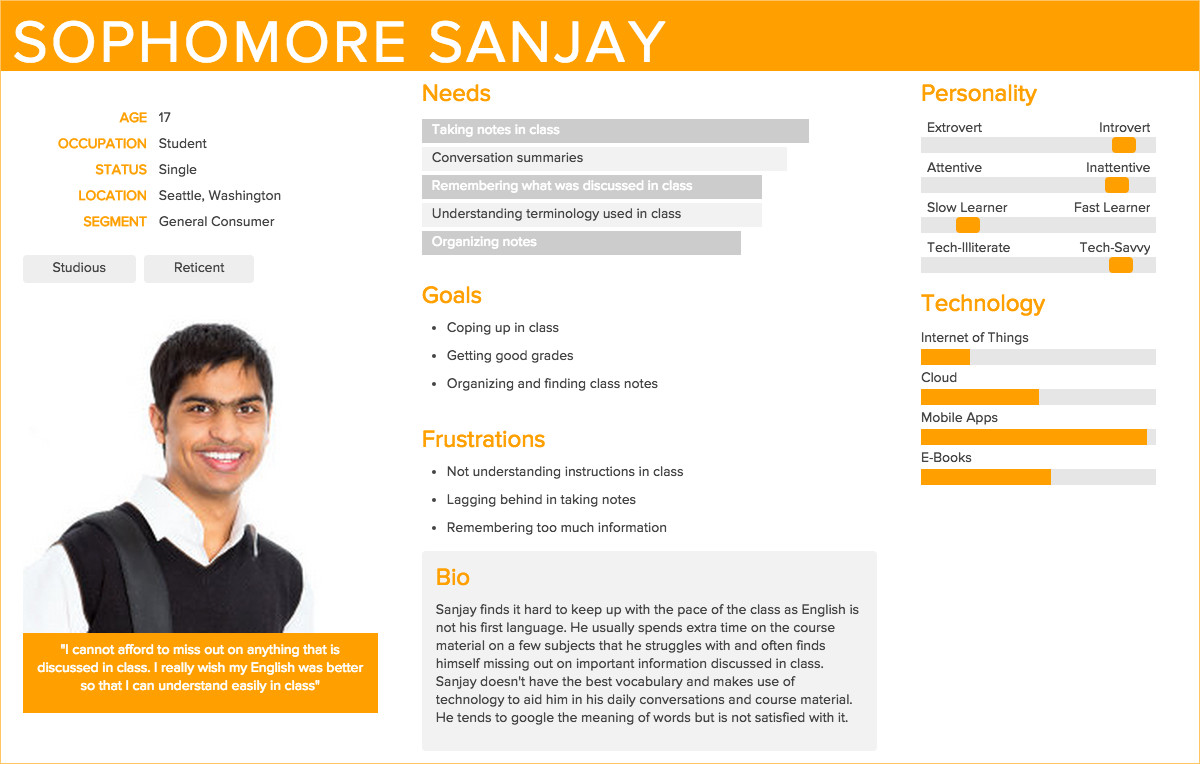 SOPHOMORE SANJAY
AGE 17
OCCUPATION Student
STATUS Single
LOCATION Seattle, Washington
SEGMENT General Consumer
Studious Reticent
"I cannot afford to miss out on anything that is
discussed in class. I really wish my English was better
so that I can understand easily in class"
Needs
Taking notes in class
Conversation summaries
Remembering what was discussed in class
Understanding terminology used in class
Organizing notes
Goals
• Coping up in class
• Getting good grades
• Organizing and finding class notes
Frustrations
• Not understanding instructions in class
• Lagging behind in taking notes
• Remembering too much information
Bio
Sanjay finds it hard to keep up with the pace of the class as English is
not his first language. He usually spends extra time on the course
material on a few subjects that he struggles with and often finds
himself missing out on important information discussed in class.
Sanjay doesn't have the best vocabulary and makes use of
technology to aid him in his daily conversations and course material.
He tends to google the meaning of words but is not satisfied with it.
Personality
Extrovert Introvert
Attentive Inattentive
Slow Learner Fast Learner
Tech-Illiterate Tech-Savvy
Technology
Internet of Things
Cloud
Mobile Apps
E-Books